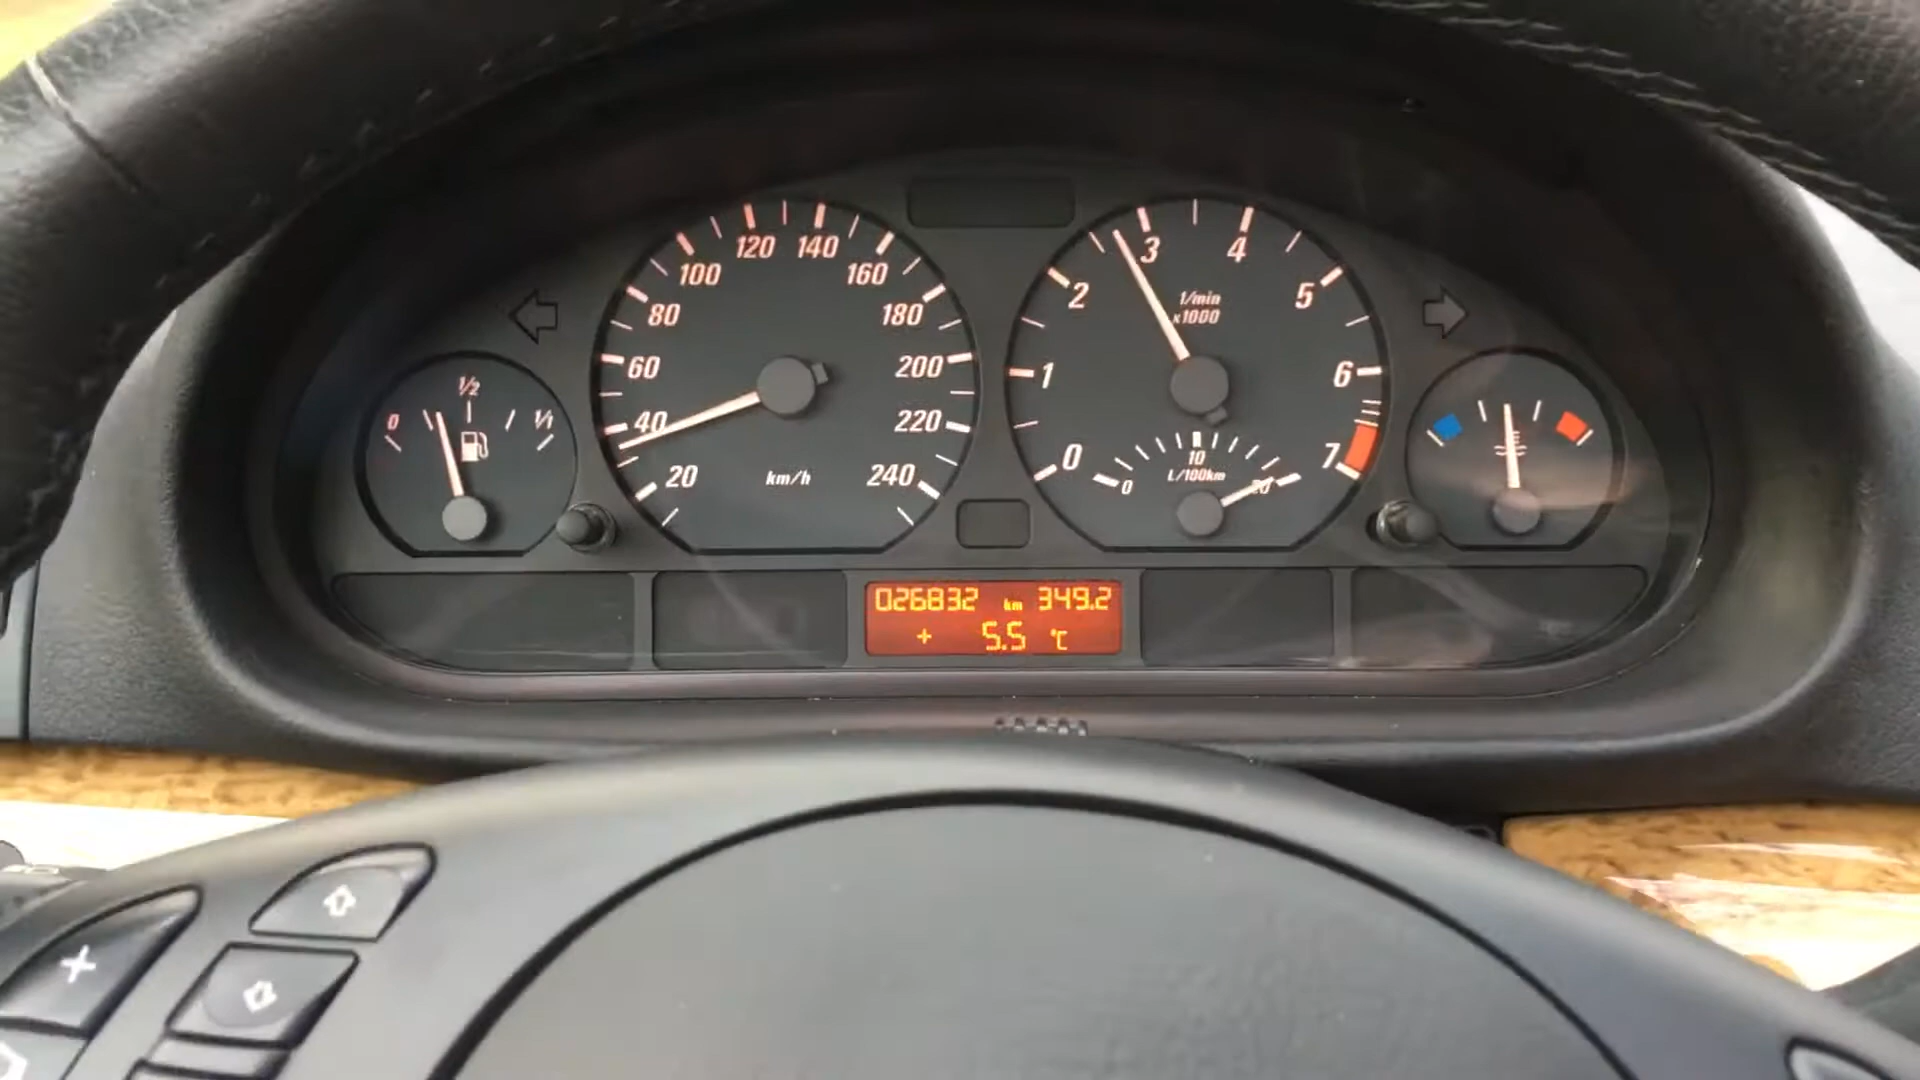 0 1/2 1/1
20 40 60 80 100 120 140 160 180 200 220 240
km/h
0 1 2 3 4 5 6 7
1/min
x1000
0 10 20
L/100km
026832 km 349.2
+ 5.5 °C
+